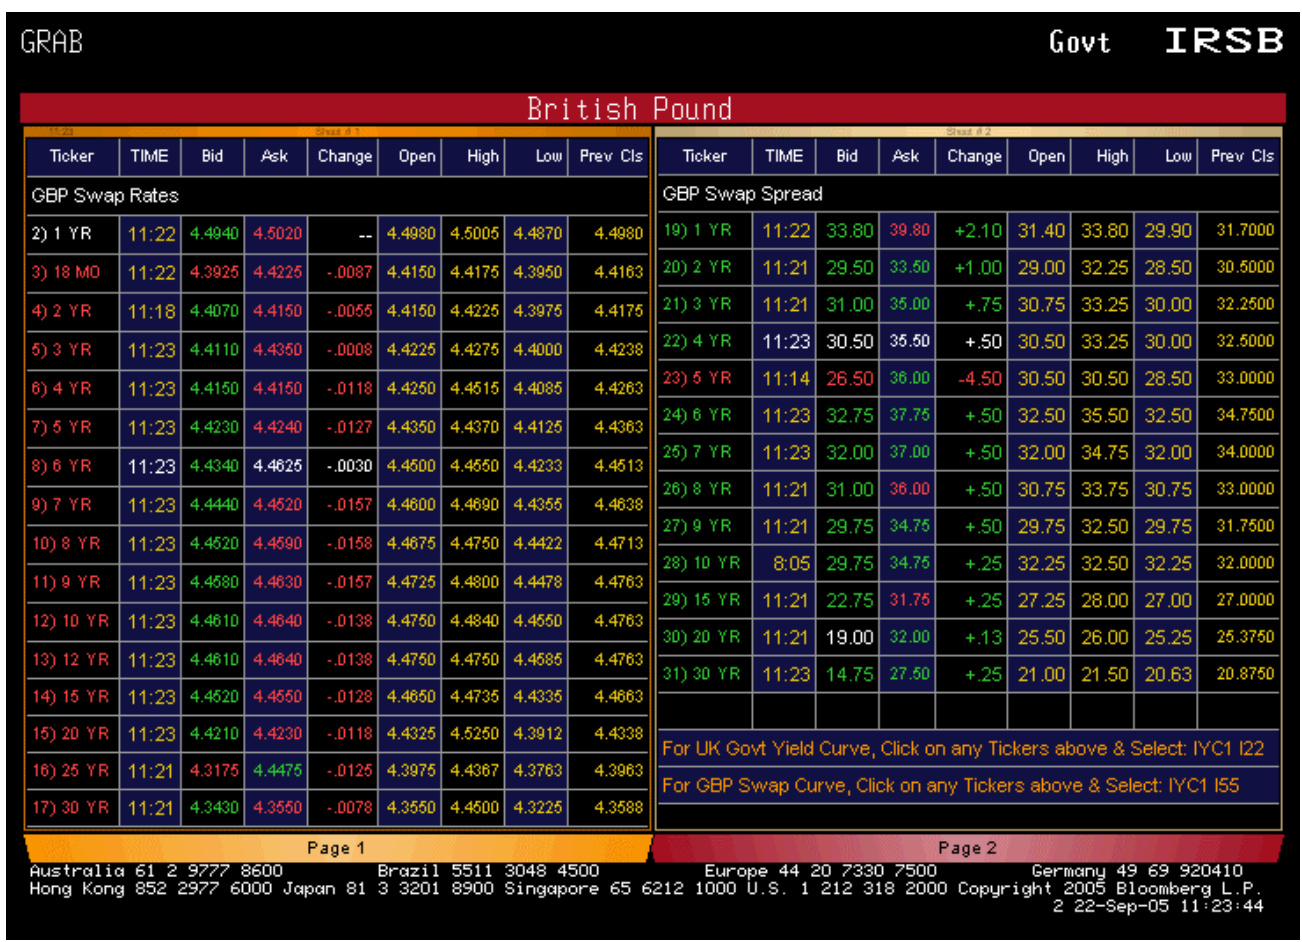 GRAB Govt IRSB
British Pound
11:23 Sheet # 1 Sheet # 2
Ticker TIME Bid Ask Change Open High Low Prev Cls Ticker TIME Bid Ask Change Open High Low Prev Cls
GBP Swap Rates
2) 1 YR 11:22 4.4940 4.5020 -- 4.4980 4.5005 4.4870 4.4980
3) 18 MO 11:22 4.3925 4.4225 -.0087 4.4150 4.4175 4.3950 4.4163
4) 2 YR 11:18 4.4070 4.4150 -.0055 4.4150 4.4225 4.3975 4.4175
5) 3 YR 11:23 4.4110 4.4350 -.0008 4.4225 4.4275 4.4000 4.4238
6) 4 YR 11:23 4.4150 4.4150 -.0118 4.4250 4.4515 4.4085 4.4263
7) 5 YR 11:23 4.4230 4.4240 -.0127 4.4350 4.4370 4.4125 4.4363
8) 6 YR 11:23 4.4340 4.4625 -.0030 4.4500 4.4550 4.4233 4.4513
9) 7 YR 11:23 4.4440 4.4520 -.0157 4.4600 4.4690 4.4355 4.4638
10) 8 YR 11:23 4.4520 4.4590 -.0158 4.4675 4.4750 4.4422 4.4713
11) 9 YR 11:23 4.4580 4.4630 -.0157 4.4725 4.4800 4.4478 4.4763
12) 10 YR 11:23 4.4610 4.4640 -.0138 4.4750 4.4840 4.4550 4.4763
13) 12 YR 11:23 4.4610 4.4640 -.0138 4.4750 4.4750 4.4585 4.4763
14) 15 YR 11:23 4.4520 4.4550 -.0128 4.4650 4.4735 4.4335 4.4663
15) 20 YR 11:23 4.4210 4.4230 -.0118 4.4325 4.5250 4.3912 4.4338
16) 25 YR 11:21 4.3175 4.4475 -.0125 4.3975 4.4367 4.3763 4.3963
17) 30 YR 11:21 4.3430 4.3550 -.0078 4.3550 4.4500 4.3225 4.3588
GBP Swap Spread
19) 1 YR 11:22 33.80 39.80 +2.10 31.40 33.80 29.90 31.7000
20) 2 YR 11:21 29.50 33.50 +1.00 29.00 32.25 28.50 30.5000
21) 3 YR 11:21 31.00 35.00 +.75 30.75 33.25 30.00 32.2500
22) 4 YR 11:23 30.50 35.50 +.50 30.50 33.25 30.00 32.5000
23) 5 YR 11:14 26.50 36.00 -4.50 30.50 30.50 28.50 33.0000
24) 6 YR 11:23 32.75 37.75 +.50 32.50 35.50 32.50 34.7500
25) 7 YR 11:23 32.00 37.00 +.50 32.00 34.75 32.00 34.0000
26) 8 YR 11:21 31.00 36.00 +.50 30.75 33.75 30.75 33.0000
27) 9 YR 11:21 29.75 34.75 +.50 29.75 32.50 29.75 31.7500
28) 10 YR 8:05 29.75 34.75 +.25 32.25 32.50 32.25 32.0000
29) 15 YR 11:21 22.75 31.75 +.25 27.25 28.00 27.00 27.0000
30) 20 YR 11:21 19.00 32.00 +.13 25.50 26.00 25.25 25.3750
31) 30 YR 11:23 14.75 27.50 +.25 21.00 21.50 20.63 20.8750
For UK Govt Yield Curve, Click on any Tickers above & Select: IYC1 I22
For GBP Swap Curve, Click on any Tickers above & Select: IYC1 I55
Page 1 Page 2
Australia 61 2 9777 8600 Brazil 5511 3048 4500 Europe 44 20 7330 7500 Germany 49 69 920410
Hong Kong 852 2977 6000 Japan 81 3 3201 8900 Singapore 65 6212 1000 U.S. 1 212 318 2000 Copyright 2005 Bloomberg L.P.
2 22-Sep-05 11:23:44